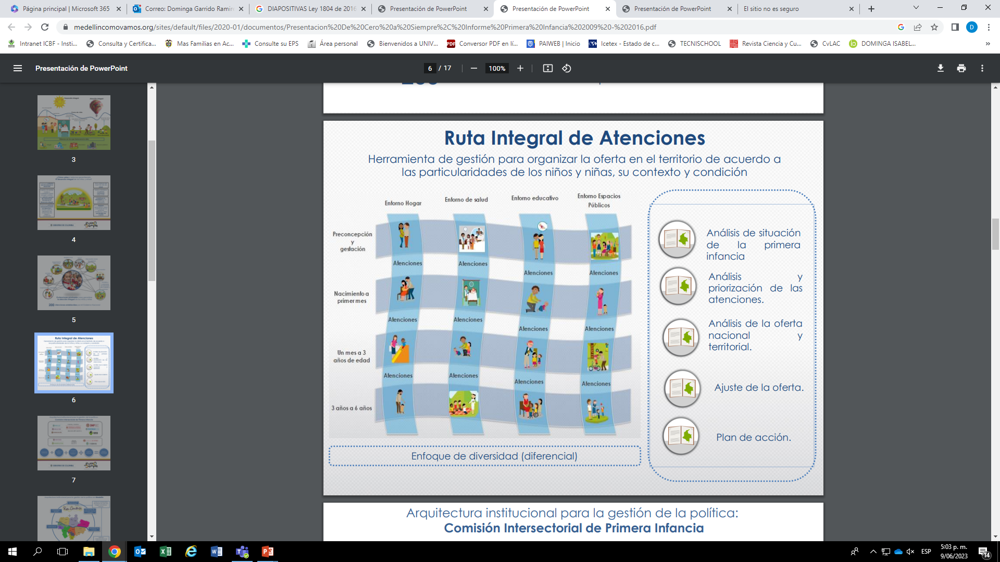 Página principal | Microsoft 365
Correo: Dominga Garrido Ramir
DIAPOSITIVAS Ley 1804 de 2016
Presentación de PowerPoint
Presentación de PowerPoint
Presentación de PowerPoint
El sitio no es seguro
medellincomovamos.org/sites/default/files/2020-01/documentos/Presentacion%20De%20Cero%20a%20Siempre%2C%20Informe%20Primera%20Infancia%202009%20-%202016.pdf
D
Intranet ICBF - Insti...
Consulta y Certifica...
Mas Familias en Ac...
Consulte su EPS
Área personal
Bienvenidos a UNIV...
PDF
Conversor PDF en lí...
PAIWEB | Inicio
Icetex - Estado de c...
TECNISCHOOL
Revista Ciencia y Cu...
CvLAC
iD
DOMINGA ISABEL...
»
Presentación de PowerPoint
6 / 17
100%
3
4
5
Ruta Integral de Atenciones
6
7
Ruta Integral de Atenciones
Herramienta de gestión para organizar la oferta en el territorio de acuerdo a
las particularidades de los niños y niñas, su contexto y condición
Entorno Hogar
Entorno de salud
Entorno educativo
Entorno Espacios
Públicos
Preconcepción
y
gestación
Atenciones
Atenciones
Atenciones
Atenciones
Nacimiento a
primer mes
Atenciones
Atenciones
Atenciones
Atenciones
Un mes a 3
años de edad
Atenciones
Atenciones
Atenciones
Atenciones
3 años a 6 años
Enfoque de diversidad (diferencial)
Análisis de situación
de la primera
infancia
Análisis y
priorización de las
atenciones.
Análisis de la oferta
nacional y
territorial.
Ajuste de la oferta.
Plan de acción.
Arquitectura institucional para la gestión de la política:
Comisión Intersectorial de Primera Infancia
ESP
5:03 p. m.
9/06/2023
14